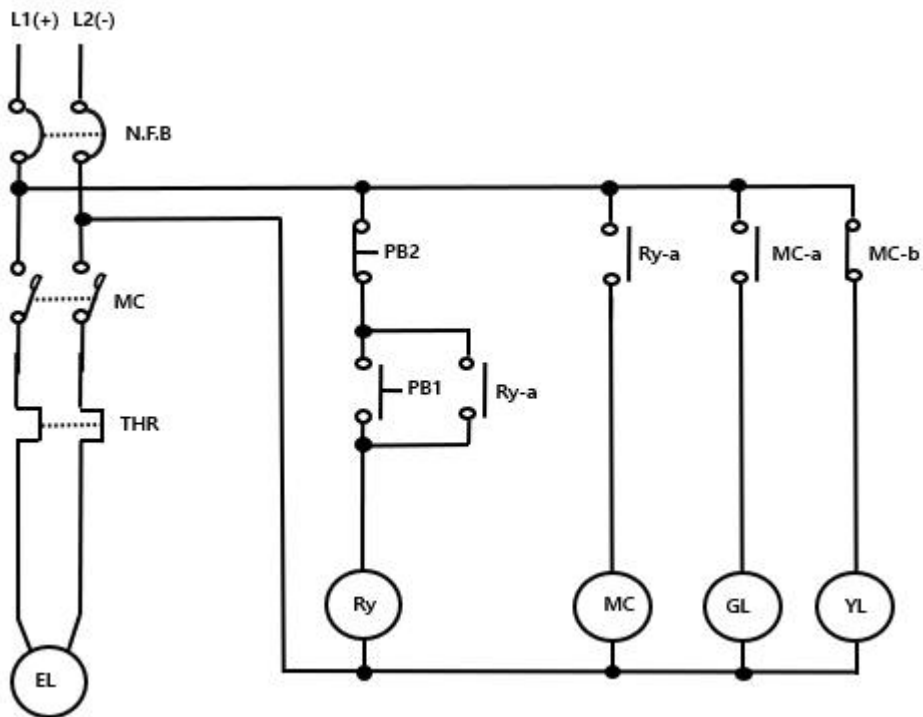 L1(+) L2(-)
N.F.B
PB2
Ry-a
MC-a
MC-b
MC
PB1
Ry-a
THR
Ry
MC
GL
YL
EL